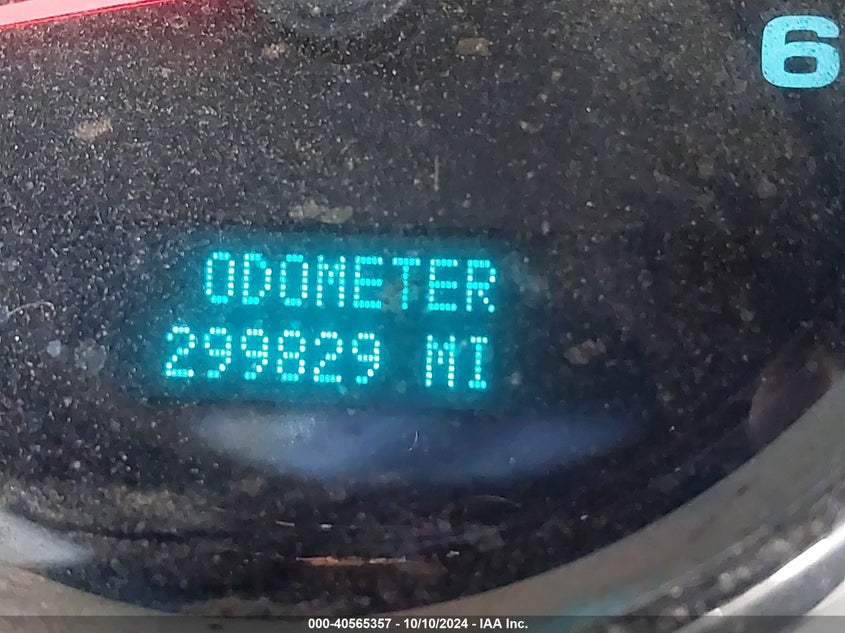 6
ODOMETER
299829 MI
000-40565357 - 10/10/2024 - IAA Inc.